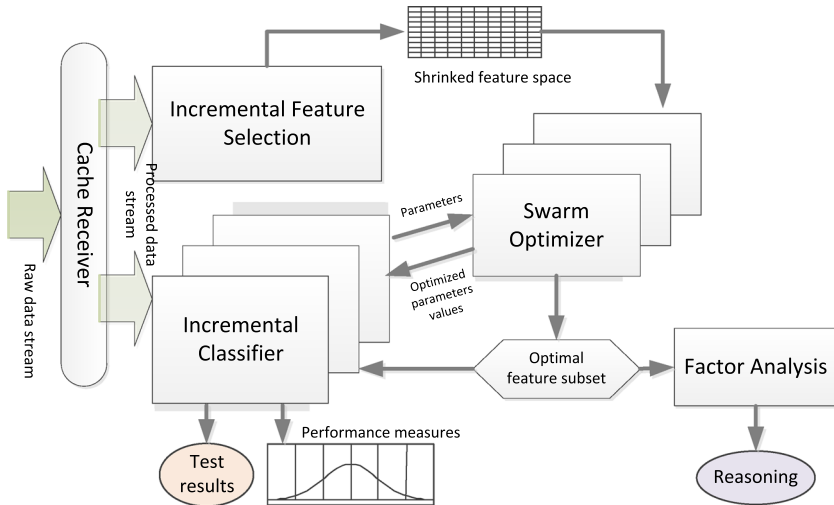 Shrinked feature space
Incremental Feature
Selection
Cache Receiver
Processed data
stream
Raw data stream
Parameters
Swarm
Optimizer
Optimized
parameters
values
Incremental
Classifier
Optimal
feature subset
Factor Analysis
Performance measures
Test
results
Reasoning